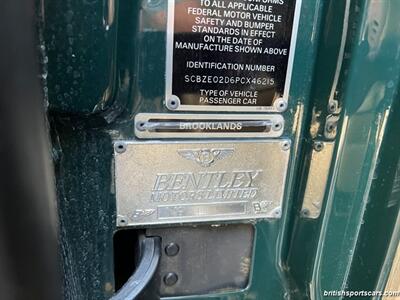 TO ALL APPLICABLE
FEDERAL MOTOR VEHICLE
SAFETY AND BUMPER
STANDARDS IN EFFECT
ON THE DATE OF
MANUFACTURE SHOWN ABOVE
IDENTIFICATION NUMBER
SCBZE02D6PCX46215
TYPE OF VEHICLE
PASSENGER CAR
BROOKLANDS
BENTLEY
MOTORS LIMITED
B
britishsportscars.com